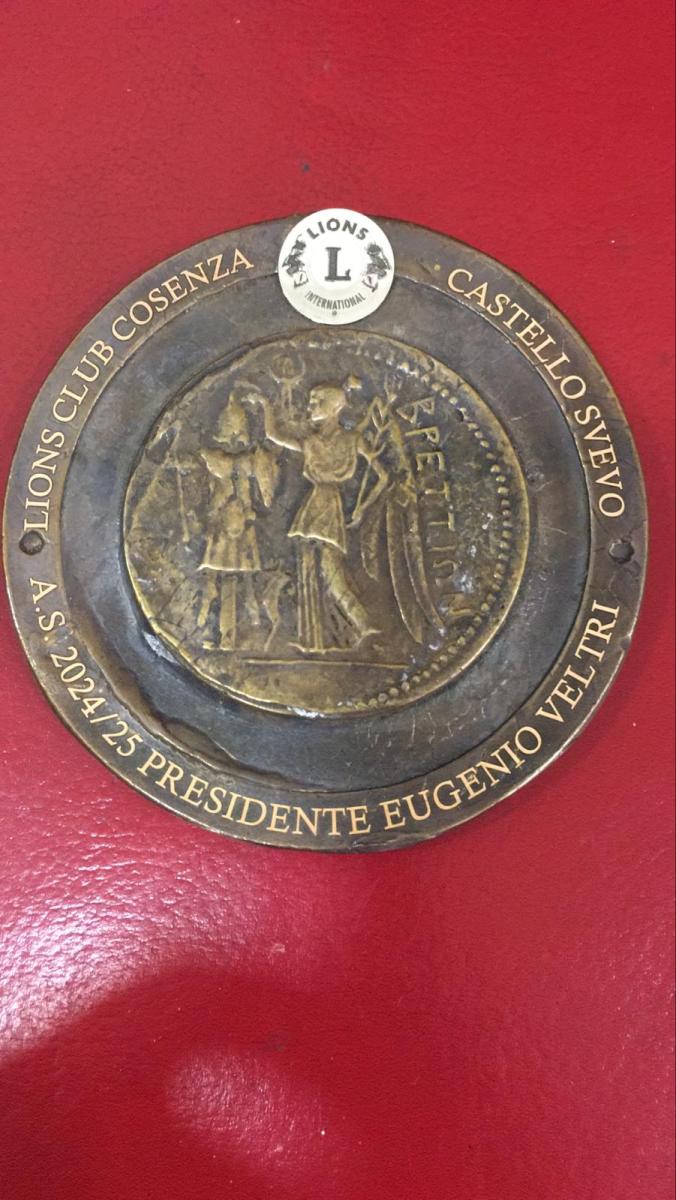 LIONS
L
INTERNATIONAL
LIONS CLUB COSENZA
CASTELLO SVEVO
A.S. 2024/25 PRESIDENTE EUGENIO VELTRI
ΒΡΕΤΤΙΩΝ